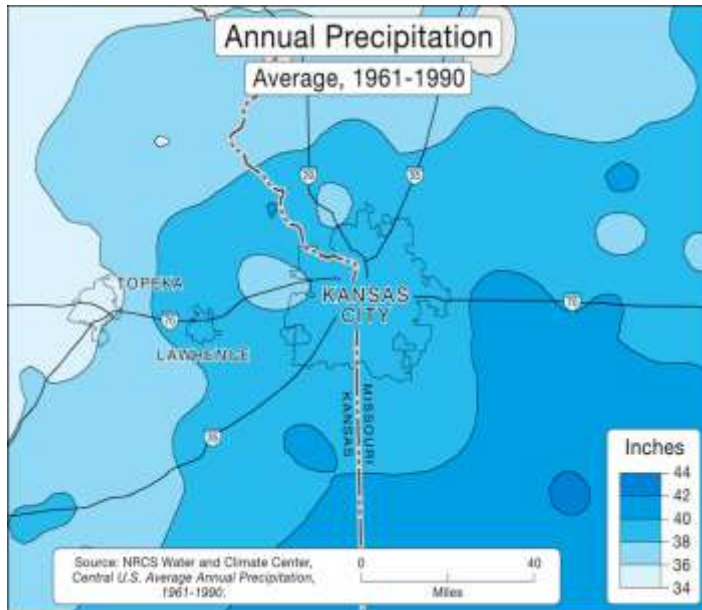 Annual Precipitation
Average, 1961-1990
29
35
TOPEKA
KANSAS
CITY
70
70
LAWRENCE
MISSOURI
KANSAS
35
Inches
44
42
40
38
36
34
Source: NRCS Water and Climate Center,
Central U.S. Average Annual Precipitation,
1961-1990.
0
40
Miles